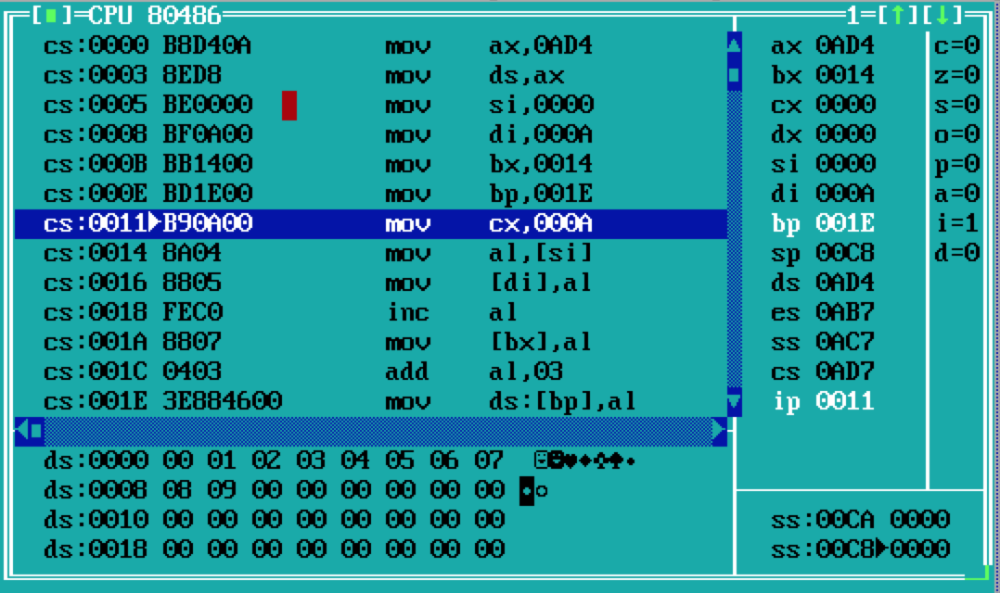 [■]=CPU 80486 1=[↑][↓]
cs:0000 B8D40A mov ax,0AD4 ax 0AD4 c=0
cs:0003 8ED8 mov ds,ax bx 0014 z=0
cs:0005 BE0000 mov si,0000 cx 0000 s=0
cs:0008 BF0A00 mov di,000A dx 0000 o=0
cs:000B BB1400 mov bx,0014 si 0000 p=0
cs:000E BD1E00 mov bp,001E di 000A a=0
cs:0011►B90A00 mov cx,000A bp 001E i=1
cs:0014 8A04 mov al,[si] sp 00C8 d=0
cs:0016 8805 mov [di],al ds 0AD4
cs:0018 FEC0 inc al es 0AB7
cs:001A 8807 mov [bx],al ss 0AC7
cs:001C 0403 add al,03 cs 0AD7
cs:001E 3E884600 mov ds:[bp],al ip 0011
ds:0000 00 01 02 03 04 05 06 07 ☺☻♥♦♣♠•
ds:0008 08 09 00 00 00 00 00 00 ◘○
ds:0010 00 00 00 00 00 00 00 00 ss:00CA 0000
ds:0018 00 00 00 00 00 00 00 00 ss:00C8►0000